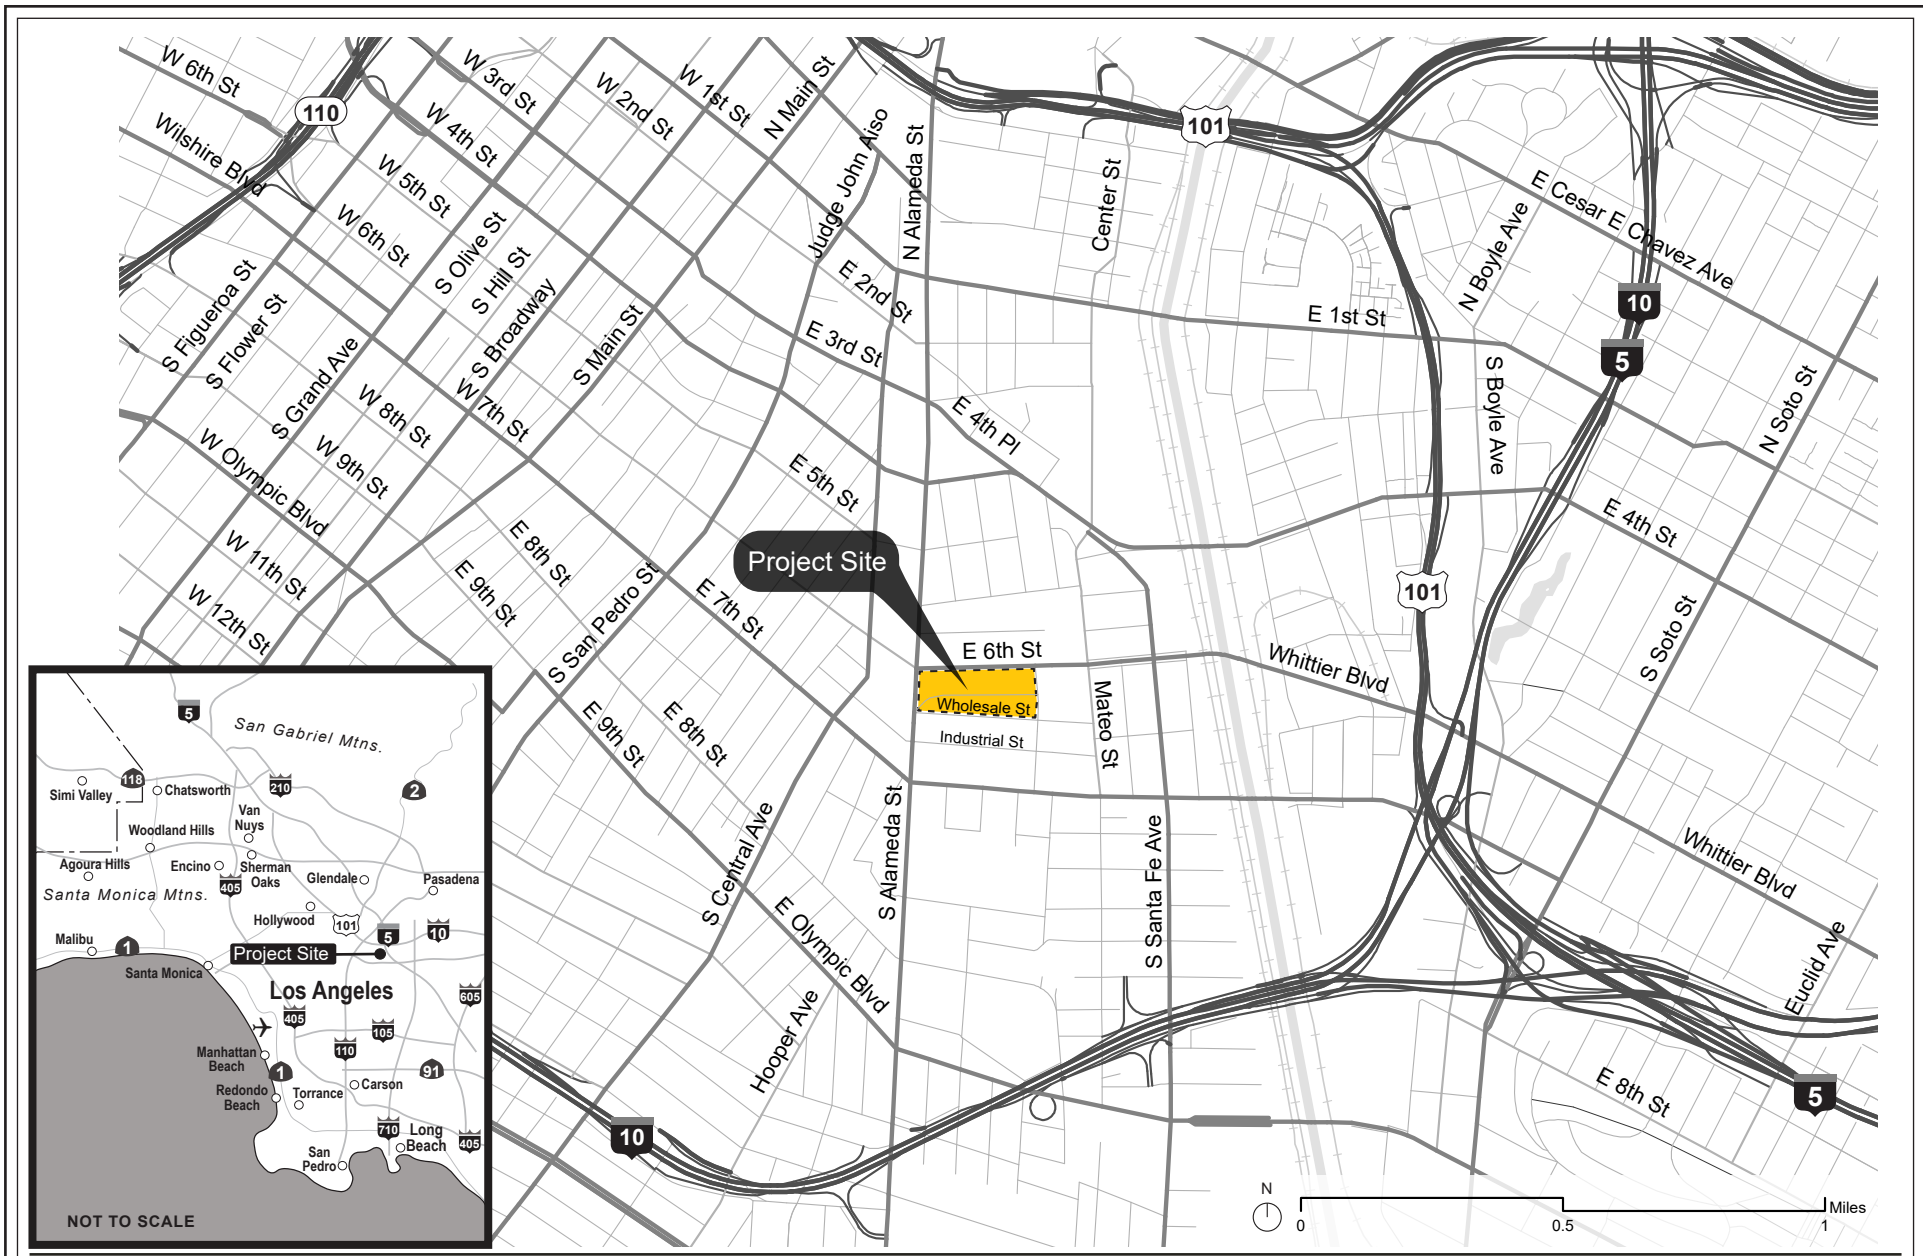 W 6th St
110
Wilshire Blvd
W 3rd St
W 4th St
W 5th St
W 6th St
W 2nd St
W 1st St
N Main St
Judge John Aiso
N Alameda St
Center St
101
E Cesar E Chavez Ave
N Boyle Ave
10
5
E 1st St
S Boyle Ave
N Soto St
S Figueroa St
S Flower St
S Grand Ave
S Olive St
S Hill St
S Broadway
S Main St
E 2nd St
E 3rd St
E 4th Pl
W 7th St
W 8th St
W 9th St
W Olympic Blvd
W 11th St
W 12th St
E 5th St
E 4th St
E 8th St
E 9th St
S San Pedro St
E 7th St
Project Site
101
S Soto St
E 6th St
Whittier Blvd
Wholesale St
Industrial St
Mateo St
E 8th St
E 9th St
S Central Ave
S Alameda St
S Santa Fe Ave
Whittier Blvd
E Olympic Blvd
Hooper Ave
Euclid Ave
E 8th St
5
10
N
0
0.5
1
Miles
5
San Gabriel Mtns.
118
Simi Valley
Chatsworth
210
2
Van
Nuys
Woodland Hills
Agoura Hills
Encino
Sherman
Oaks
405
Glendale
Pasadena
Santa Monica Mtns.
Hollywood
101
5
10
Malibu
1
Project Site
Santa Monica
Los Angeles
605
405
105
110
Manhattan
Beach
1
91
Redondo
Beach
Torrance
Carson
710
Long
Beach
405
San
Pedro
NOT TO SCALE